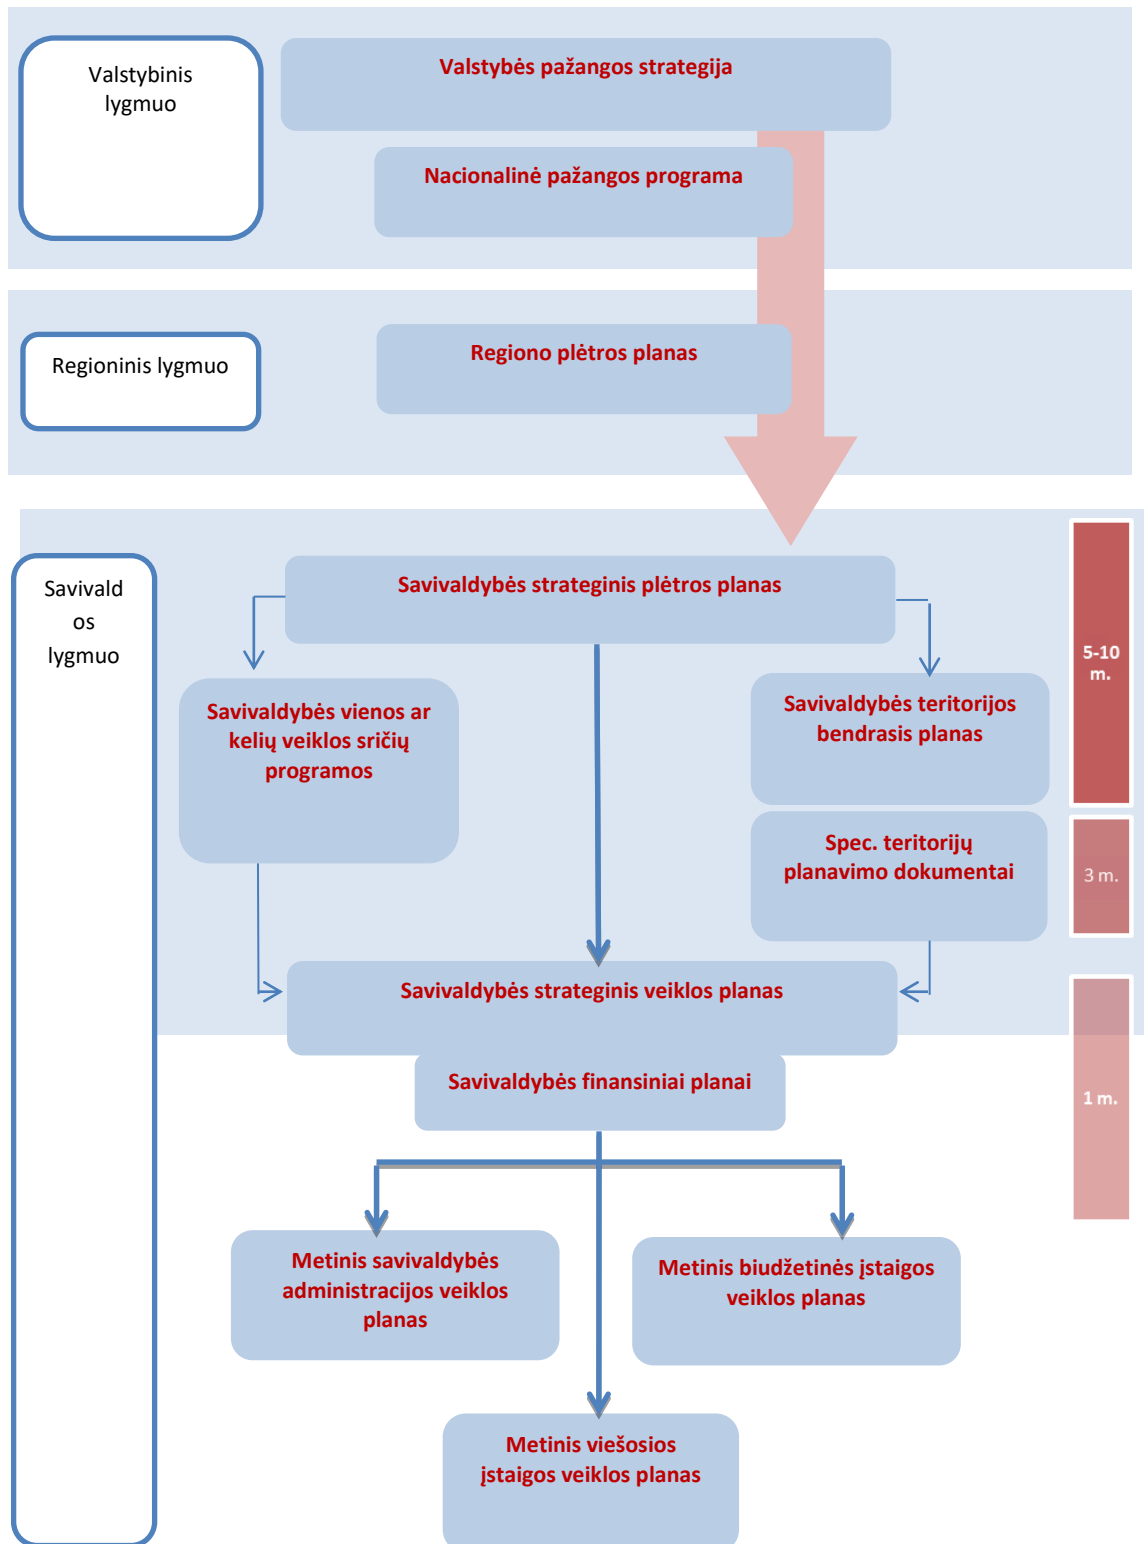 Valstybinis
lygmuo
Valstybės pažangos strategija
Nacionalinė pažangos programa
Regioninis lygmuo
Regiono plėtros planas
Savivald
os
lygmuo
Savivaldybės strateginis plėtros planas
5-10
m.
Savivaldybės vienos ar
kelių veiklos sričių
programos
Savivaldybės teritorijos
bendrasis planas
Spec. teritorijų
planavimo dokumentai
3 m.
Savivaldybės strateginis veiklos planas
Savivaldybės finansiniai planai
1 m.
Metinis savivaldybės
administracijos veiklos
planas
Metinis biudžetinės įstaigos
veiklos planas
Metinis viešosios
įstaigos veiklos planas